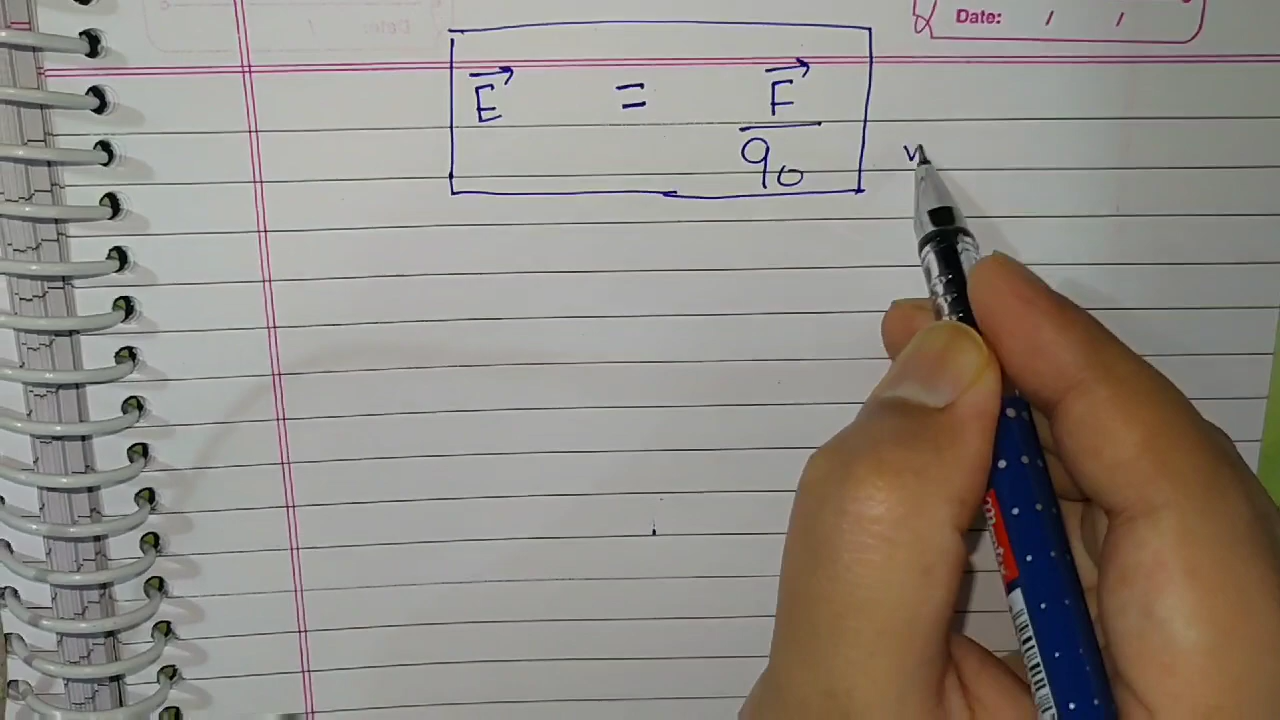 Date: / /
E⃗ = F⃗ / q₀